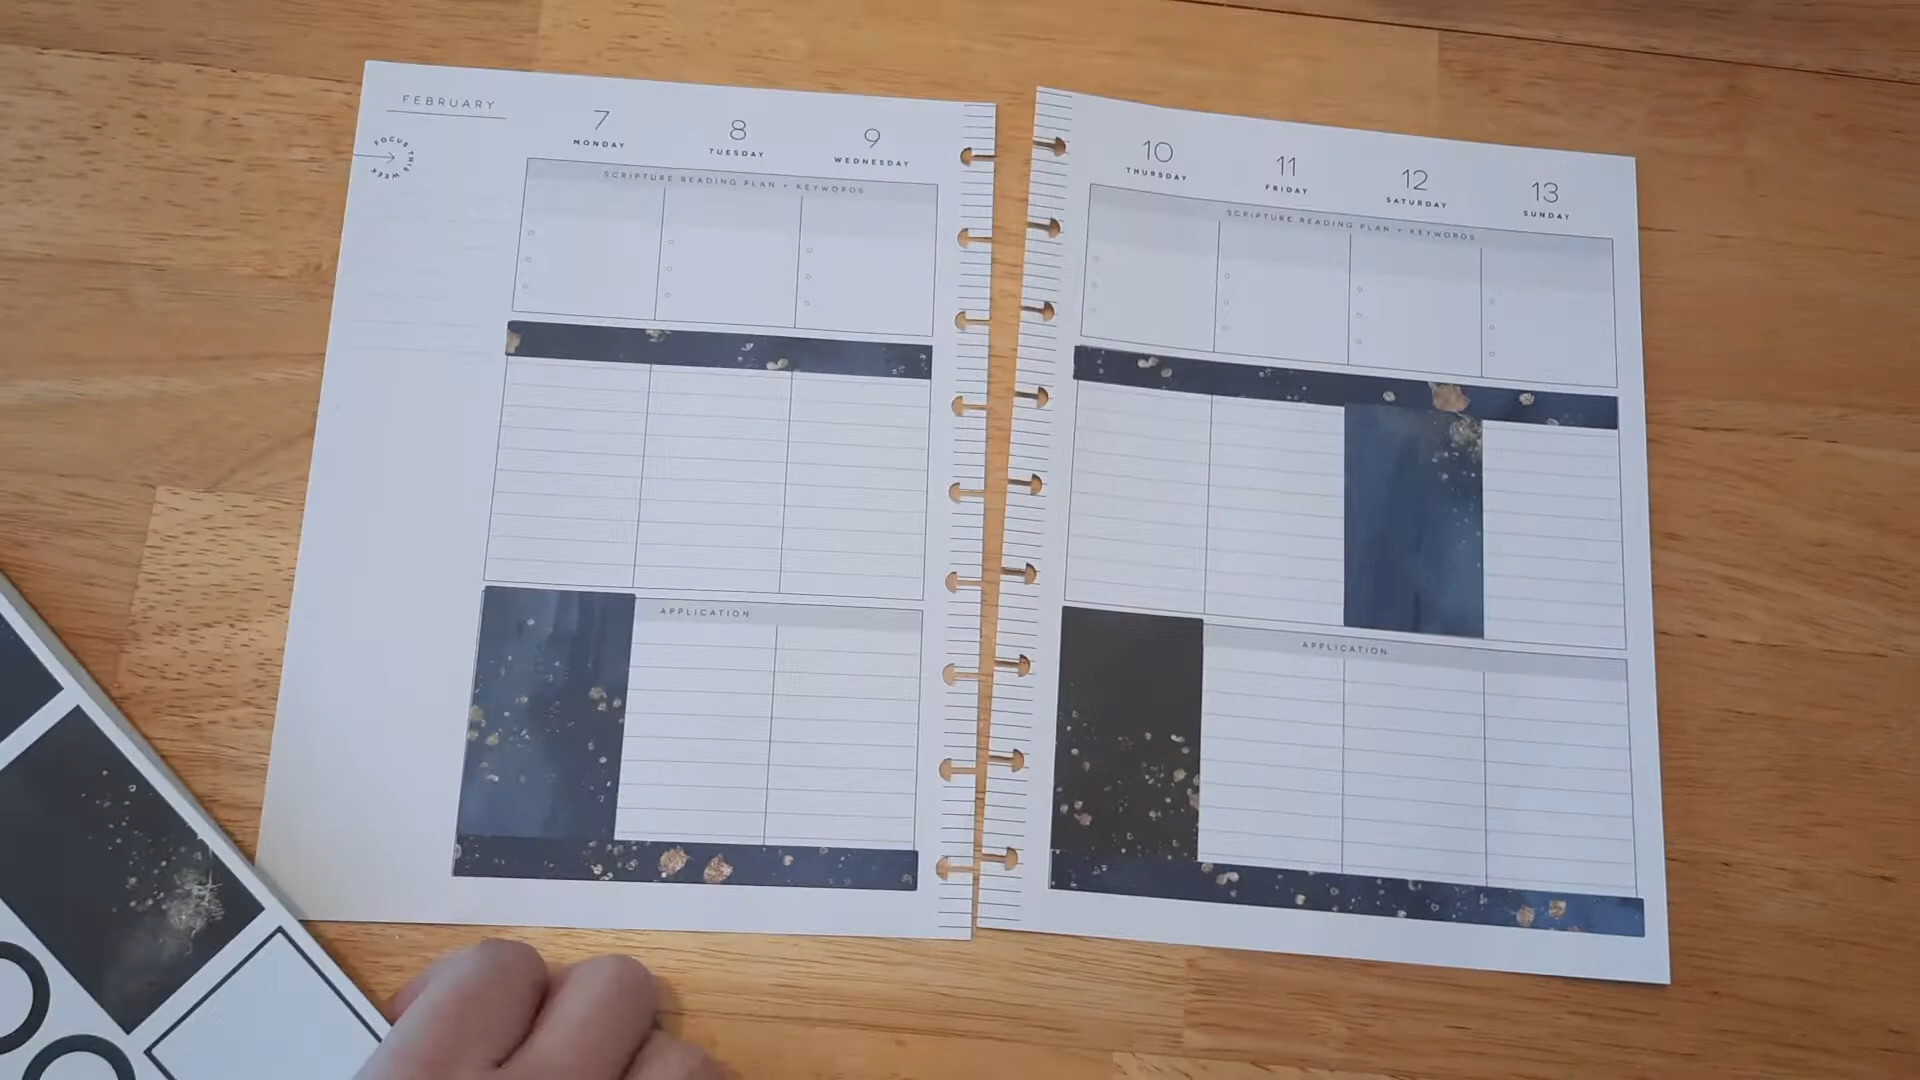 FEBRUARY
FOCUS THIS WEEK
7
MONDAY
8
TUESDAY
9
WEDNESDAY
SCRIPTURE READING PLAN + KEYWORDS
APPLICATION
10
THURSDAY
11
FRIDAY
12
SATURDAY
13
SUNDAY
SCRIPTURE READING PLAN + KEYWORDS
APPLICATION